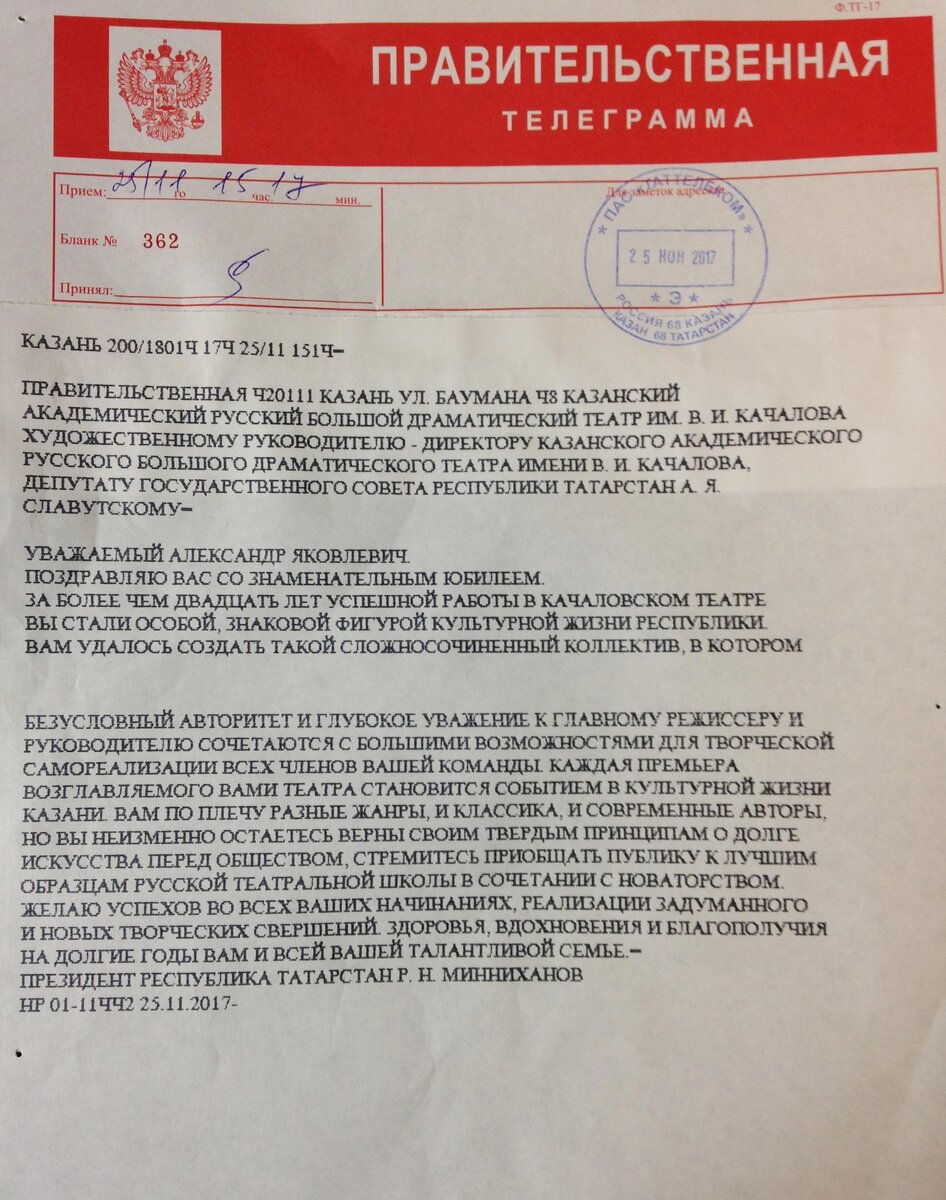 Ф.ТГ-17
ПРАВИТЕЛЬСТВЕННАЯ
ТЕЛЕГРАММА
Прием: 25/11 го 15 час. 17 мин.
Для заметок адресата
Бланк № 362
Принял:
ПАО «ТАТТЕЛЕКОМ»
25 НОЯ 2017
Э
РОССИЯ 68 КАЗАНЬ
КАЗАН 68 ТАТАРСТАН
КАЗАНЬ 200/1801Ч 17Ч 25/11 151Ч–
ПРАВИТЕЛЬСТВЕННАЯ Ч20111 КАЗАНЬ УЛ. БАУМАНА Ч8 КАЗАНСКИЙ
АКАДЕМИЧЕСКИЙ РУССКИЙ БОЛЬШОЙ ДРАМАТИЧЕСКИЙ ТЕАТР ИМ. В. И. КАЧАЛОВА
ХУДОЖЕСТВЕННОМУ РУКОВОДИТЕЛЮ - ДИРЕКТОРУ КАЗАНСКОГО АКАДЕМИЧЕСКОГО
РУССКОГО БОЛЬШОГО ДРАМАТИЧЕСКОГО ТЕАТРА ИМЕНИ В. И. КАЧАЛОВА,
ДЕПУТАТУ ГОСУДАРСТВЕННОГО СОВЕТА РЕСПУБЛИКИ ТАТАРСТАН А. Я.
СЛАВУТСКОМУ–
УВАЖАЕМЫЙ АЛЕКСАНДР ЯКОВЛЕВИЧ.
ПОЗДРАВЛЯЮ ВАС СО ЗНАМЕНАТЕЛЬНЫМ ЮБИЛЕЕМ.
ЗА БОЛЕЕ ЧЕМ ДВАДЦАТЬ ЛЕТ УСПЕШНОЙ РАБОТЫ В КАЧАЛОВСКОМ ТЕАТРЕ
ВЫ СТАЛИ ОСОБОЙ, ЗНАКОВОЙ ФИГУРОЙ КУЛЬТУРНОЙ ЖИЗНИ РЕСПУБЛИКИ.
ВАМ УДАЛОСЬ СОЗДАТЬ ТАКОЙ СЛОЖНОСОЧИНЕННЫЙ КОЛЛЕКТИВ, В КОТОРОМ
БЕЗУСЛОВНЫЙ АВТОРИТЕТ И ГЛУБОКОЕ УВАЖЕНИЕ К ГЛАВНОМУ РЕЖИССЕРУ И
РУКОВОДИТЕЛЮ СОЧЕТАЮТСЯ С БОЛЬШИМИ ВОЗМОЖНОСТЯМИ ДЛЯ ТВОРЧЕСКОЙ
САМОРЕАЛИЗАЦИИ ВСЕХ ЧЛЕНОВ ВАШЕЙ КОМАНДЫ. КАЖДАЯ ПРЕМЬЕРА
ВОЗГЛАВЛЯЕМОГО ВАМИ ТЕАТРА СТАНОВИТСЯ СОБЫТИЕМ В КУЛЬТУРНОЙ ЖИЗНИ
КАЗАНИ. ВАМ ПО ПЛЕЧУ РАЗНЫЕ ЖАНРЫ, И КЛАССИКА, И СОВРЕМЕННЫЕ АВТОРЫ,
НО ВЫ НЕИЗМЕННО ОСТАЕТЕСЬ ВЕРНЫ СВОИМ ТВЕРДЫМ ПРИНЦИПАМ О ДОЛГЕ
ИСКУССТВА ПЕРЕД ОБЩЕСТВОМ, СТРЕМИТЕСЬ ПРИОБЩАТЬ ПУБЛИКУ К ЛУЧШИМ
ОБРАЗЦАМ РУССКОЙ ТЕАТРАЛЬНОЙ ШКОЛЫ В СОЧЕТАНИИ С НОВАТОРСТВОМ.
ЖЕЛАЮ УСПЕХОВ ВО ВСЕХ ВАШИХ НАЧИНАНИЯХ, РЕАЛИЗАЦИИ ЗАДУМАННОГО
И НОВЫХ ТВОРЧЕСКИХ СВЕРШЕНИЙ. ЗДОРОВЬЯ, ВДОХНОВЕНИЯ И БЛАГОПОЛУЧИЯ
НА ДОЛГИЕ ГОДЫ ВАМ И ВСЕЙ ВАШЕЙ ТАЛАНТЛИВОЙ СЕМЬЕ.–
ПРЕЗИДЕНТ РЕСПУБЛИКА ТАТАРСТАН Р. Н. МИННИХАНОВ
НР 01-11ЧЧ2 25.11.2017-